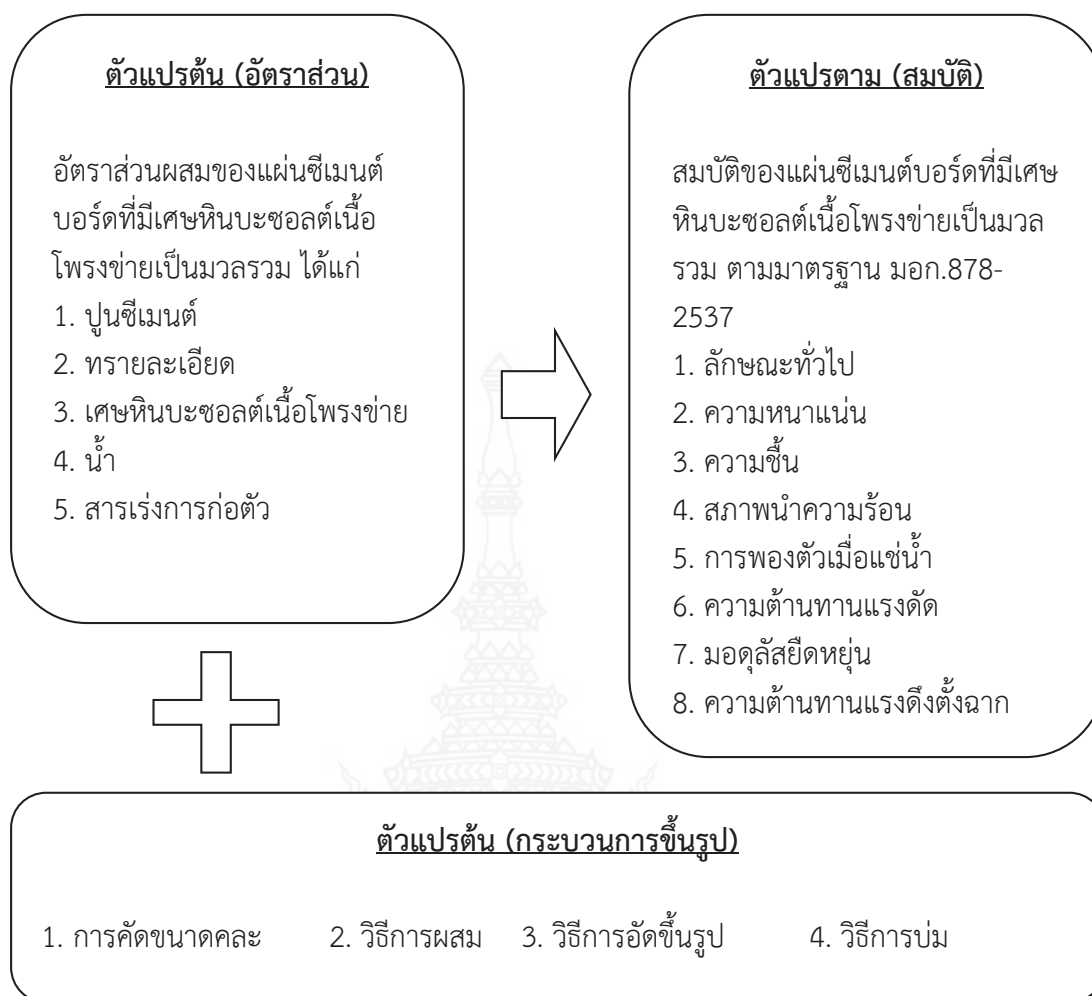 ตัวแปรต้น (อัตราส่วน)
อัตราส่วนผสมของแผ่นซีเมนต์
บอร์ดที่มีเศษหินบะซอลต์เนื้อ
โพรงข่ายเป็นมวลรวม ได้แก่
1. ปูนซีเมนต์
2. ทรายละเอียด
3. เศษหินบะซอลต์เนื้อโพรงข่าย
4. น้ำ
5. สารเร่งการก่อตัว
ตัวแปรตาม (สมบัติ)
สมบัติของแผ่นซีเมนต์บอร์ดที่มีเศษ
หินบะซอลต์เนื้อโพรงข่ายเป็นมวล
รวม ตามมาตรฐาน มอก.878-
2537
1. ลักษณะทั่วไป
2. ความหนาแน่น
3. ความชื้น
4. สภาพนำความร้อน
5. การพองตัวเมื่อแช่น้ำ
6. ความต้านทานแรงดัด
7. มอดุลัสยืดหยุ่น
8. ความต้านทานแรงดึงตั้งฉาก
ตัวแปรต้น (กระบวนการขึ้นรูป)
1. การคัดขนาดคละ 2. วิธีการผสม 3. วิธีการอัดขึ้นรูป 4. วิธีการบ่ม